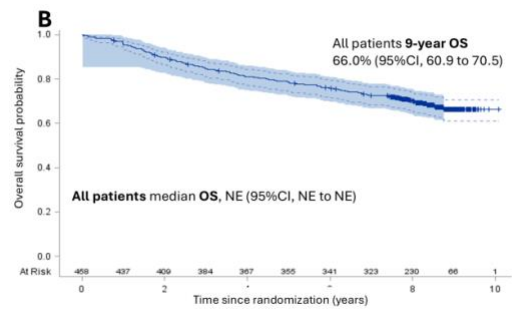 B
1.0
All patients 9-year OS
66.0% (95%CI, 60.9 to 70.5)
0.8
0.6
0.4
Overall survival probability
All patients median OS, NE (95%CI, NE to NE)
0.2
0.0
At Risk 437 409 384 367 355 341 323 230 66 1
0 2 8 10
Time since randomization (years)